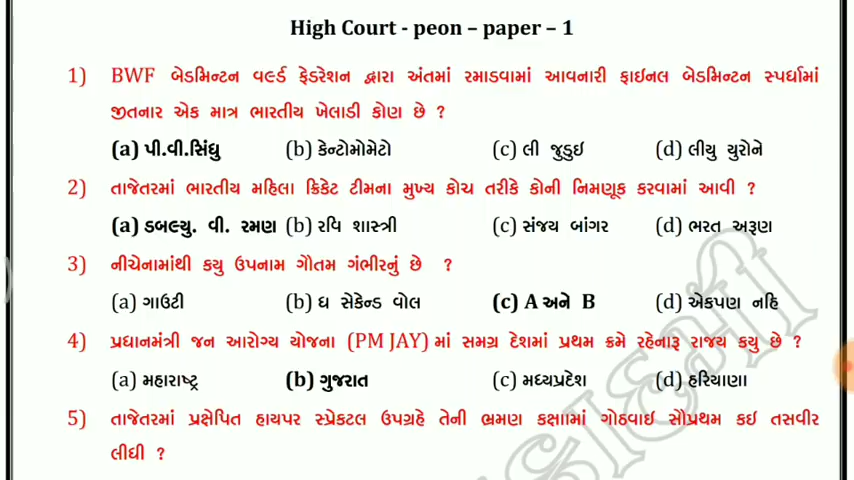 High Court - peon – paper – 1
1) BWF બેડમિન્ટન વર્લ્ડ ફેડરેશન દ્વારા અંતમાં રમાડવામાં આવનારી ફાઈનલ બેડમિન્ટન સ્પર્ધામાં
જીતનાર એક માત્ર ભારતીય ખેલાડી કોણ છે ?
(a) પી.વી.સિંધુ (b) કેન્ટોમોમેટો (c) લી જુડુઇ (d) લીચુ ચુરોને
2) તાજેતરમાં ભારતીય મહિલા ક્રિકેટ ટીમના મુખ્ય કોચ તરીકે કોની નિમણૂક કરવામાં આવી ?
(a) ડબલ્યુ. વી. રમણ (b) રવિ શાસ્ત્રી (c) સંજય બાંગર (d) ભરત અરૂણ
3) નીચેનામાંથી કયુ ઉપનામ ગૌતમ ગંભીરનું છે ?
(a) ગાઉટી (b) ધ સેકેન્ડ વોલ (c) A અને B (d) એકપણ નહિ
4) પ્રધાનમંત્રી જન આરોગ્ય યોજના (PM JAY) માં સમગ્ર દેશમાં પ્રથમ ક્રમે રહેનારૂ રાજ્ય કયુ છે ?
(a) મહારાષ્ટ્ર (b) ગુજરાત (c) મધ્યપ્રદેશ (d) હરિયાણા
5) તાજેતરમાં પ્રક્ષેપિત હાયપર સ્પ્રેકટલ ઉપગ્રહે તેની ભ્રમણ કક્ષાામાં ગોઠવાઇ સૌપ્રથમ કઇ તસવીર
લીધી ?